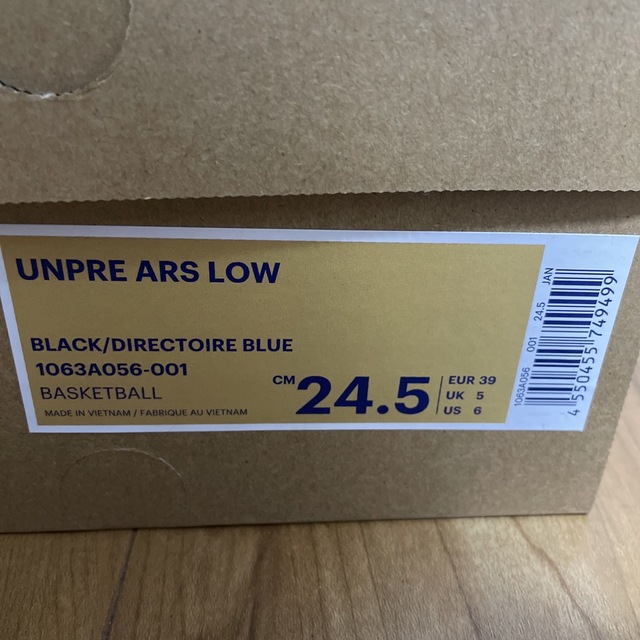 UNPRE ARS LOW
BLACK/DIRECTOIRE BLUE
1063A056-001
BASKETBALL
MADE IN VIETNAM / FABRIQUE AU VIETNAM
CM 24.5
EUR 39
UK 5
US 6
1063A056 001 24.5 JAN
4 550455 749499